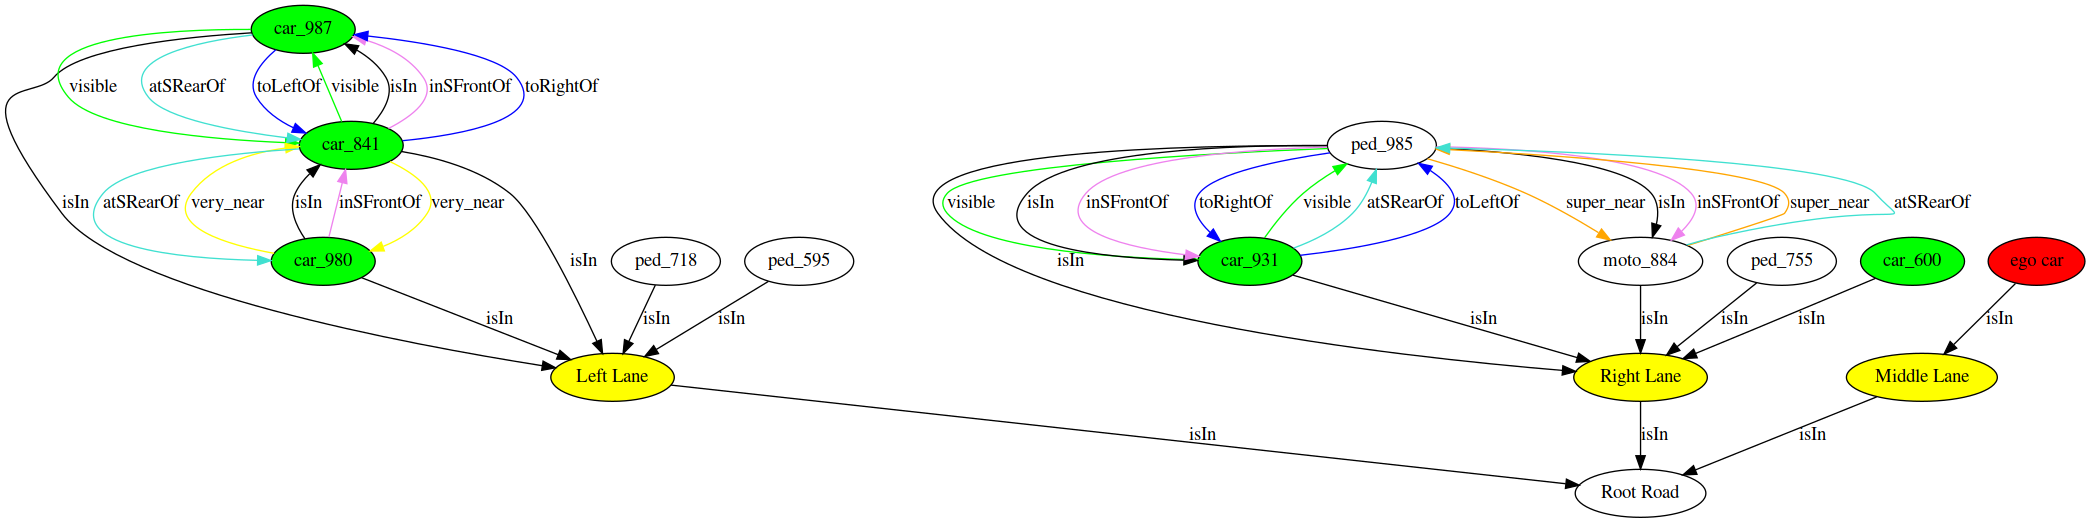 car_987
visible
atSRearOf
toLeftOf
visible
isIn
inSFrontOf
toRightOf
car_841
ped_985
isIn
atSRearOf
very_near
isIn
inSFrontOf
very_near
visible
isIn
inSFrontOf
toRightOf
visible
atSRearOf
toLeftOf
super_near
isIn
inSFrontOf
super_near
atSRearOf
car_980
isIn
ped_718
ped_595
isIn
car_931
moto_884
ped_755
car_600
ego car
isIn
isIn
isIn
isIn
isIn
isIn
isIn
isIn
Left Lane
Right Lane
Middle Lane
isIn
isIn
isIn
Root Road